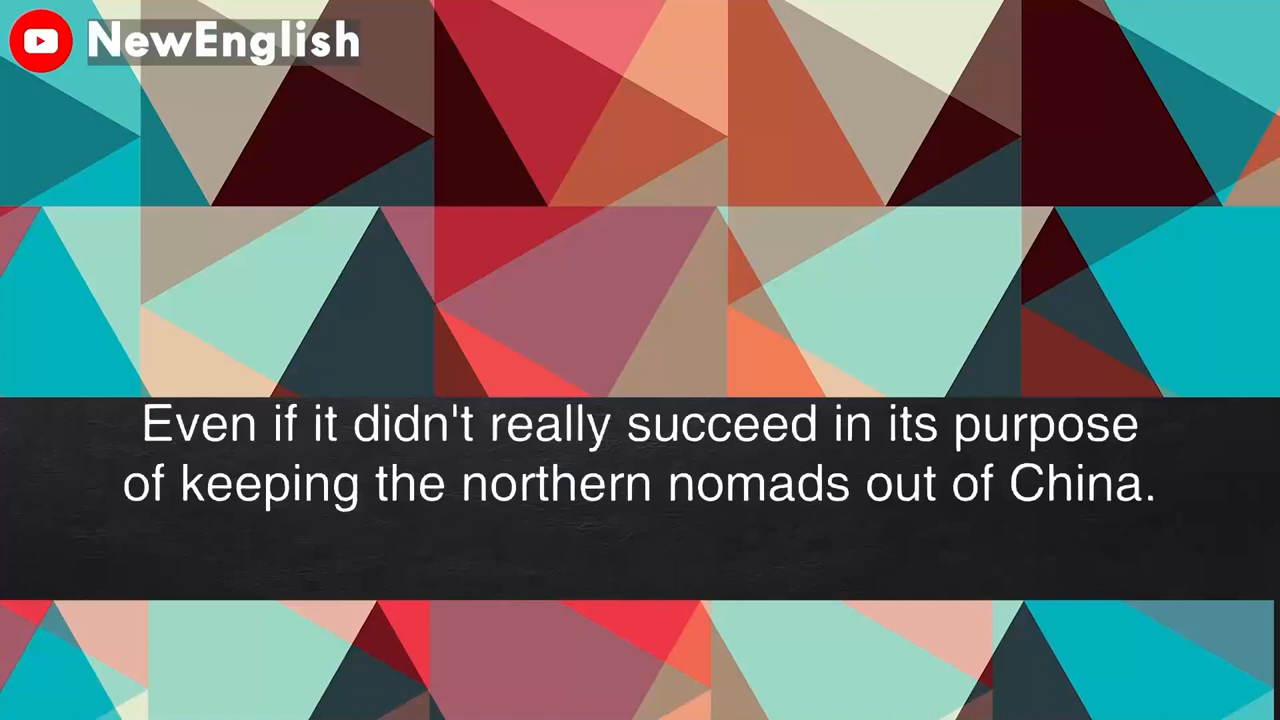 NewEnglish
Even if it didn't really succeed in its purpose
of keeping the northern nomads out of China.